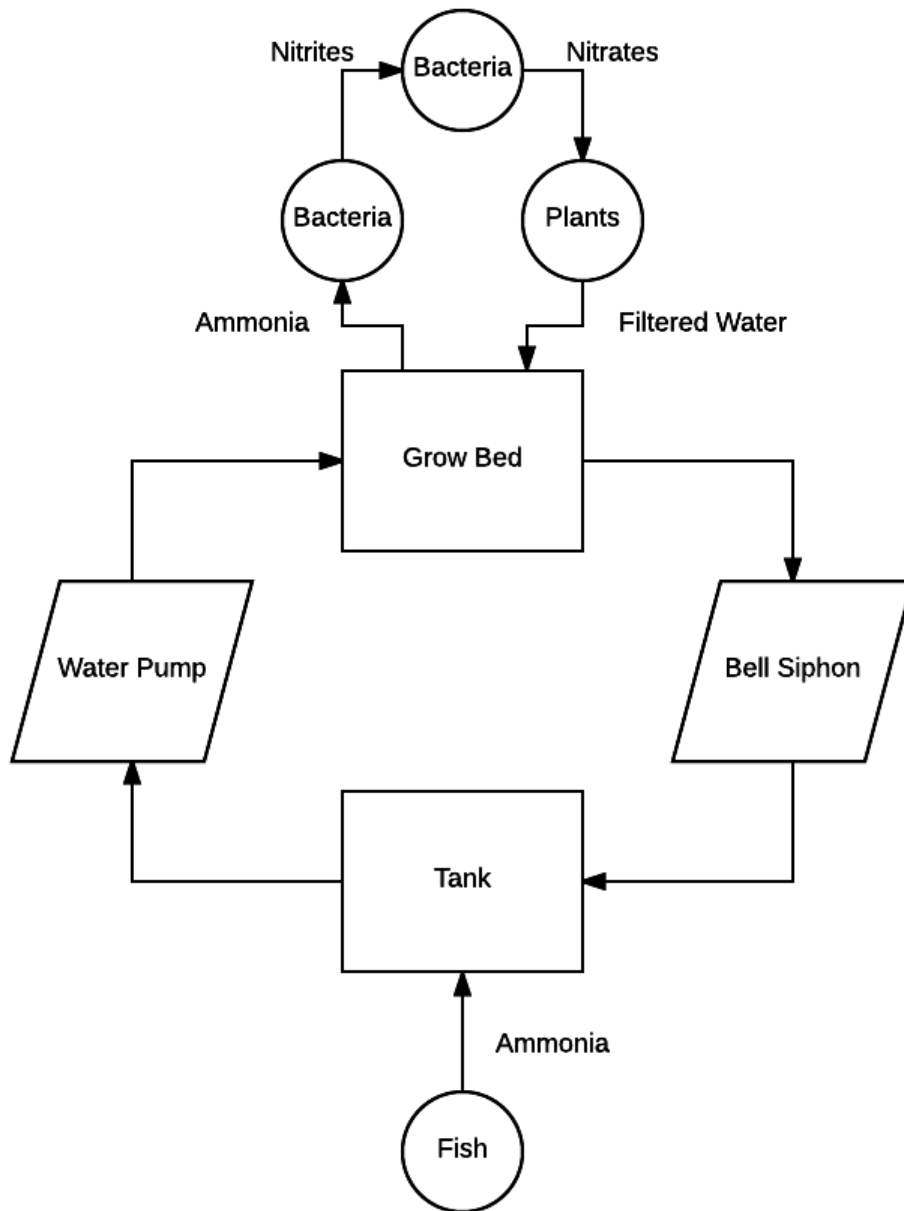 Nitrites
Bacteria
Nitrates
Bacteria
Plants
Ammonia
Filtered Water
Grow Bed
Water Pump
Bell Siphon
Tank
Ammonia
Fish